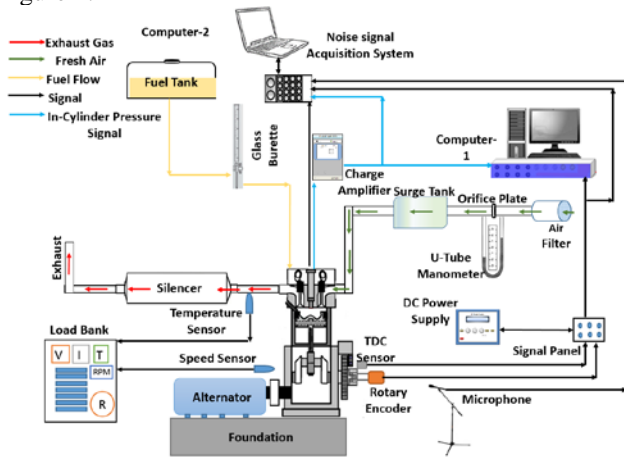 Exhaust Gas
Fresh Air
Fuel Flow
Signal
In-Cylinder Pressure
Signal
Computer-2
Fuel Tank
Glass
Burette
Noise signal
Acquisition System
Computer-
1
Charge
Amplifier
Surge Tank
Orifice Plate
Air
Filter
U-Tube
Manometer
Exhaust
Silencer
Temperature
Sensor
Load Bank
V I T
RPM
R
Speed Sensor
Alternator
Foundation
TDC
Sensor
Rotary
Encoder
DC Power
Supply
Signal Panel
Microphone